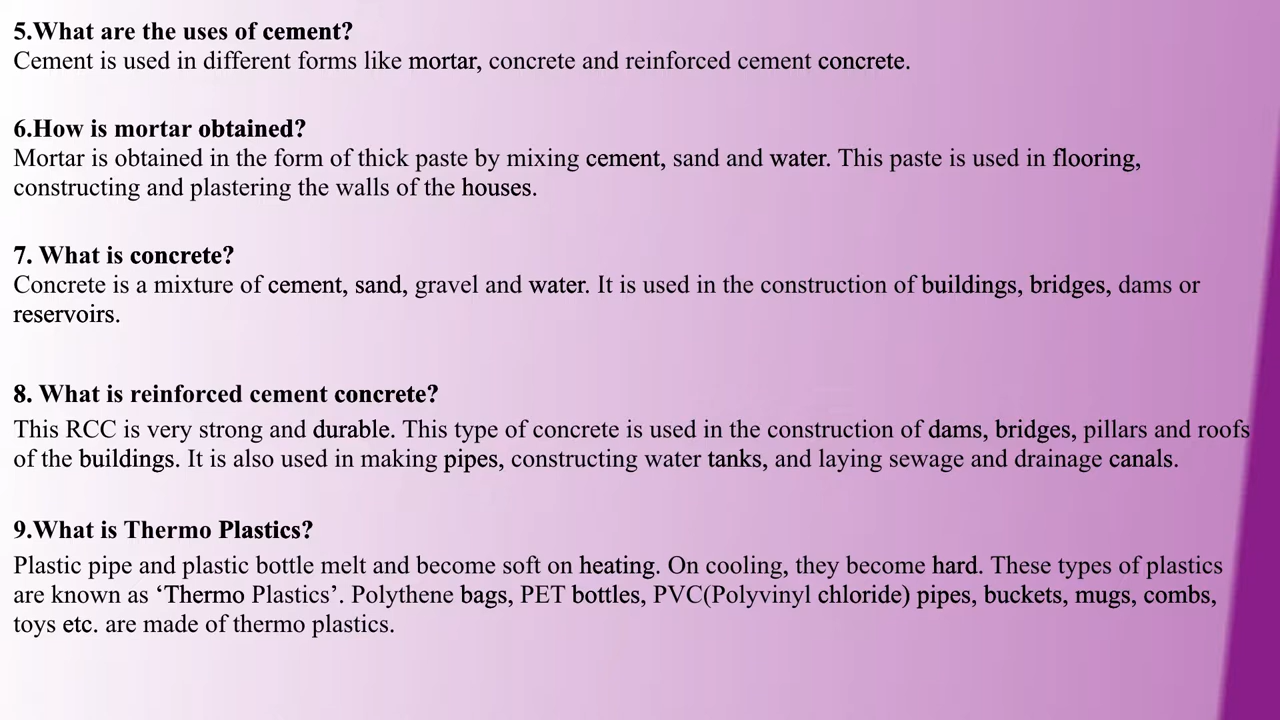 5.What are the uses of cement?
Cement is used in different forms like mortar, concrete and reinforced cement concrete.
6.How is mortar obtained?
Mortar is obtained in the form of thick paste by mixing cement, sand and water. This paste is used in flooring,
constructing and plastering the walls of the houses.
7. What is concrete?
Concrete is a mixture of cement, sand, gravel and water. It is used in the construction of buildings, bridges, dams or
reservoirs.
8. What is reinforced cement concrete?
This RCC is very strong and durable. This type of concrete is used in the construction of dams, bridges, pillars and roofs
of the buildings. It is also used in making pipes, constructing water tanks, and laying sewage and drainage canals.
9.What is Thermo Plastics?
Plastic pipe and plastic bottle melt and become soft on heating. On cooling, they become hard. These types of plastics
are known as ‘Thermo Plastics’. Polythene bags, PET bottles, PVC(Polyvinyl chloride) pipes, buckets, mugs, combs,
toys etc. are made of thermo plastics.